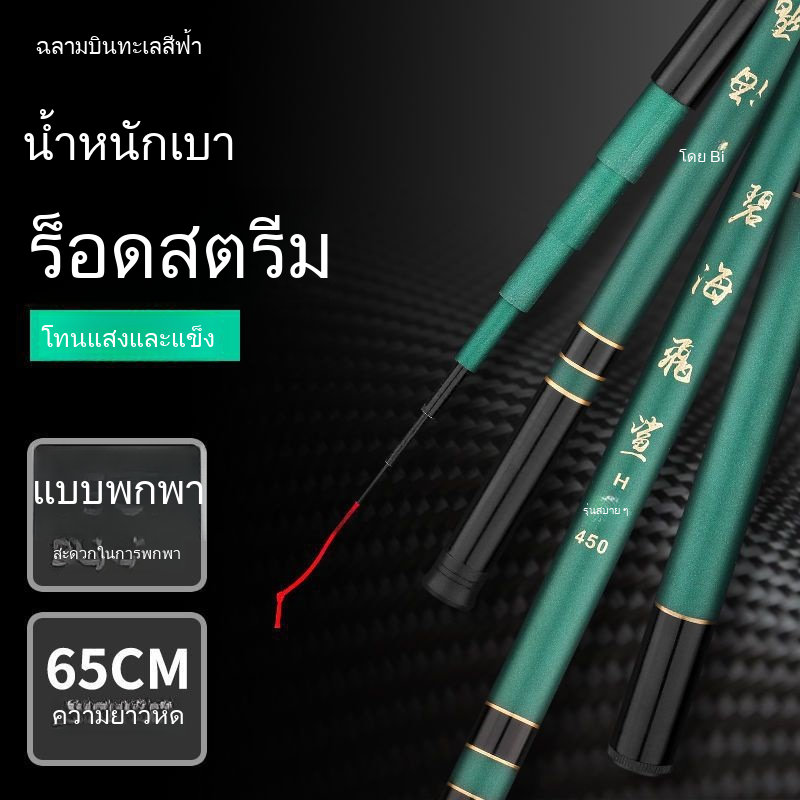 ฉลามบินทะเลสีฟ้า
น้ำหนักเบา
ร็อดสตรีม
โทนแสงและแข็ง
แบบพกพา
สะดวกในการพกพา
65CM
ความยาวหด
โดย Bi
碧海飛鯊
H
รุ่นสบาย ๆ
450